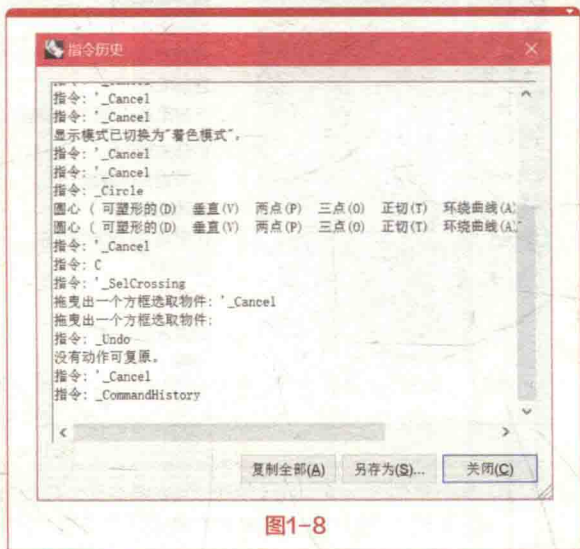 指令历史
指令: '_Cancel
指令: '_Cancel
指令: '_Cancel
显示模式已切换为"着色模式"。
指令: '_Cancel
指令: '_Cancel
指令: _Circle
圆心 ( 可塑形的(D) 垂直(V) 两点(P) 三点(O) 正切(T) 环绕曲线(A)
圆心 ( 可塑形的(D) 垂直(V) 两点(P) 三点(O) 正切(T) 环绕曲线(A)
指令: '_Cancel
指令: C
指令: '_SelCrossing
拖曳出一个方框选取物件: '_Cancel
拖曳出一个方框选取物件:
指令: _Undo
没有动作可复原。
指令: '_Cancel
指令: _CommandHistory
复制全部(A) 另存为(S)... 关闭(C)
图1-8